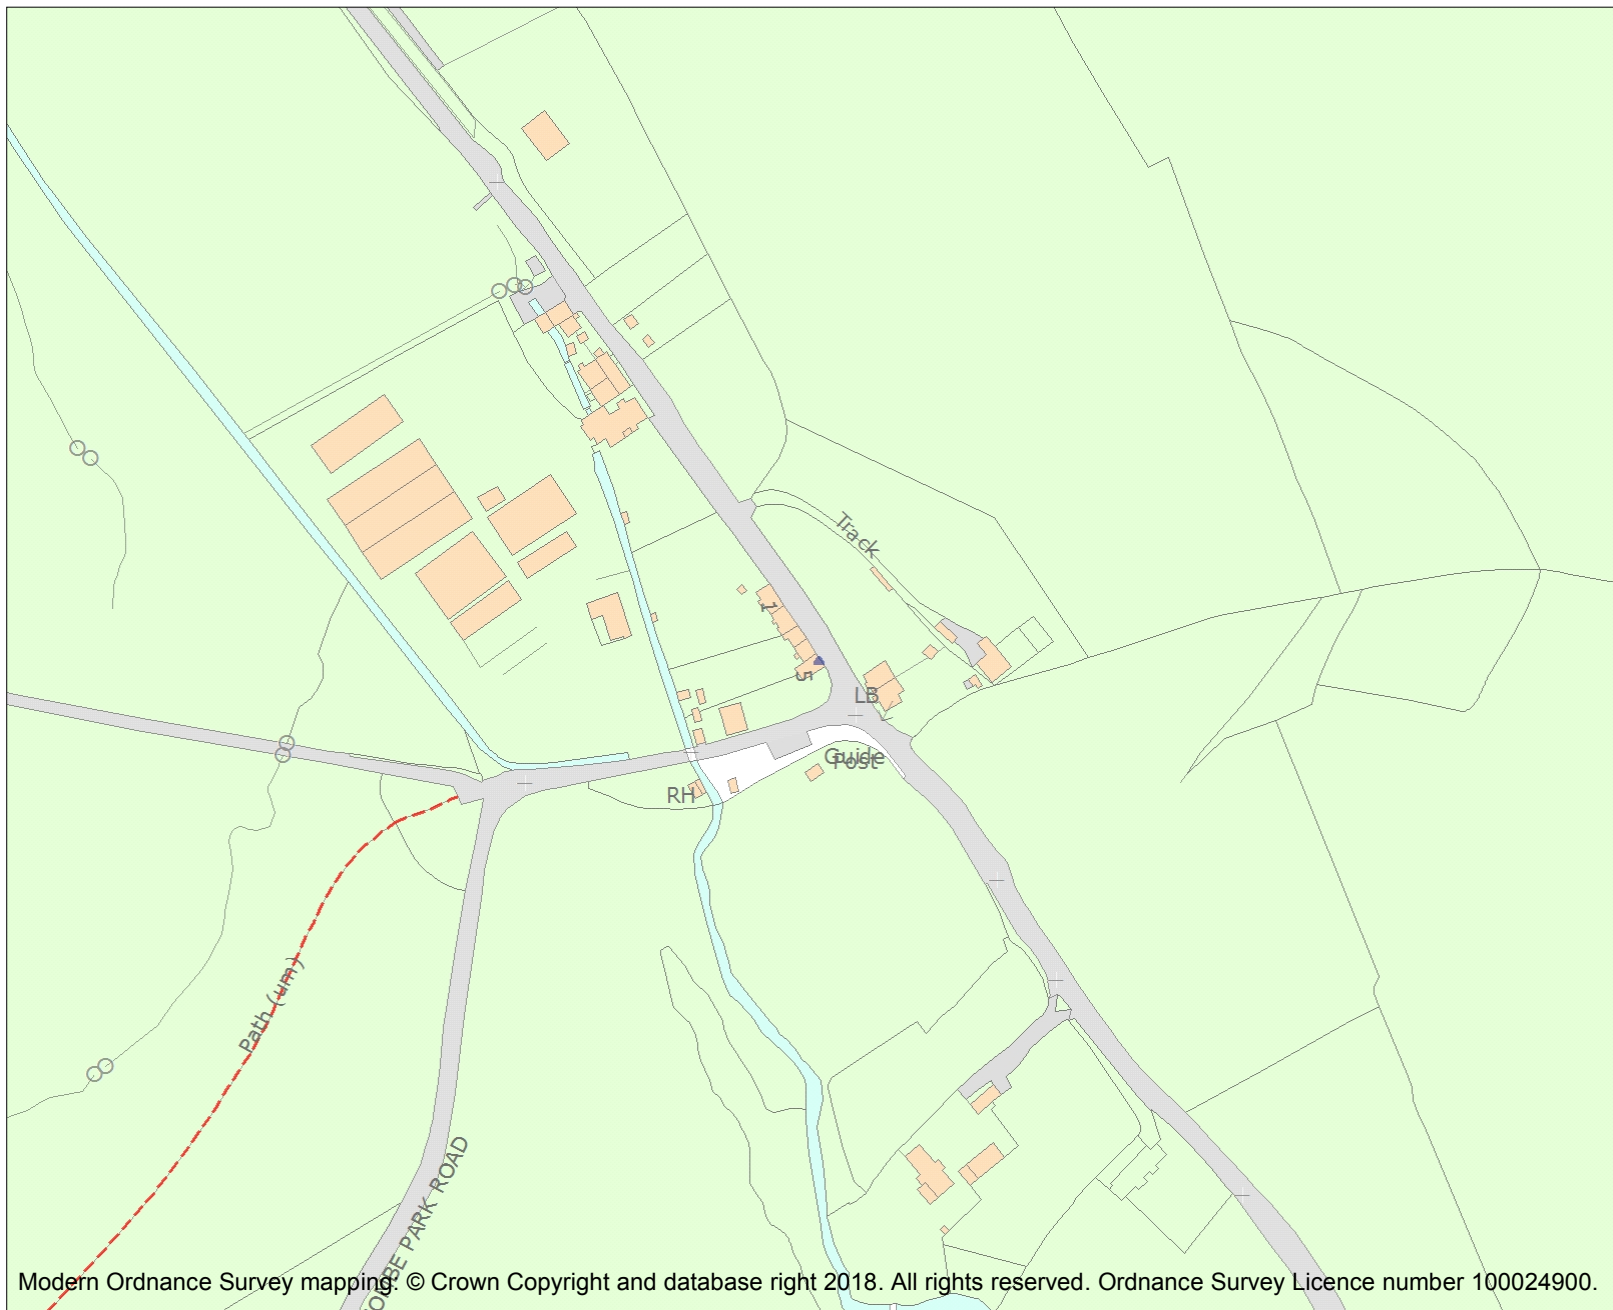 Track
1
5
LB
Guide
Post
RH
Path (um)
PARK ROAD
Modern Ordnance Survey mapping. © Crown Copyright and database right 2018. All rights reserved. Ordnance Survey Licence number 100024900.